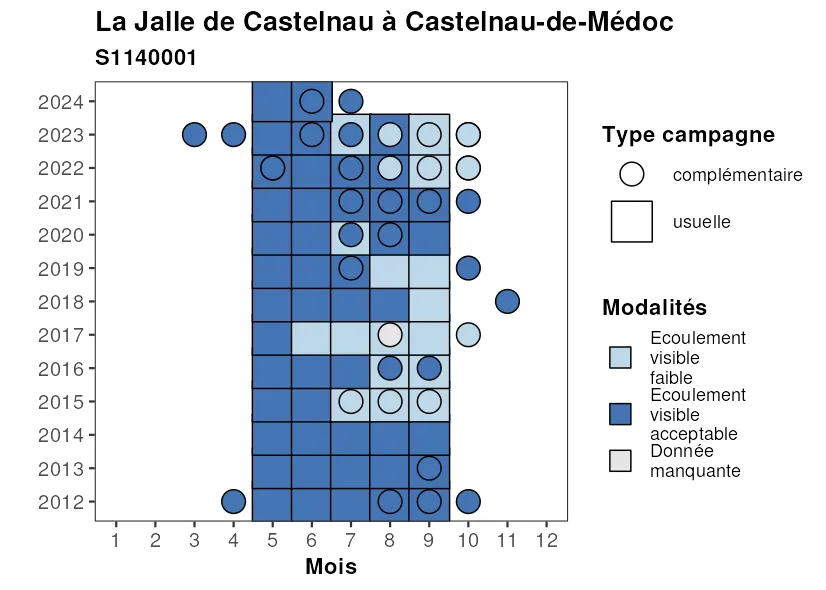 La Jalle de Castelnau à Castelnau-de-Médoc
S1140001
2024
2023
2022
2021
2020
2019
2018
2017
2016
2015
2014
2013
2012
1 2 3 4 5 6 7 8 9 10 11 12
Mois
Type campagne
complémentaire
usuelle
Modalités
Ecoulement
visible
faible
Ecoulement
visible
acceptable
Donnée
manquante